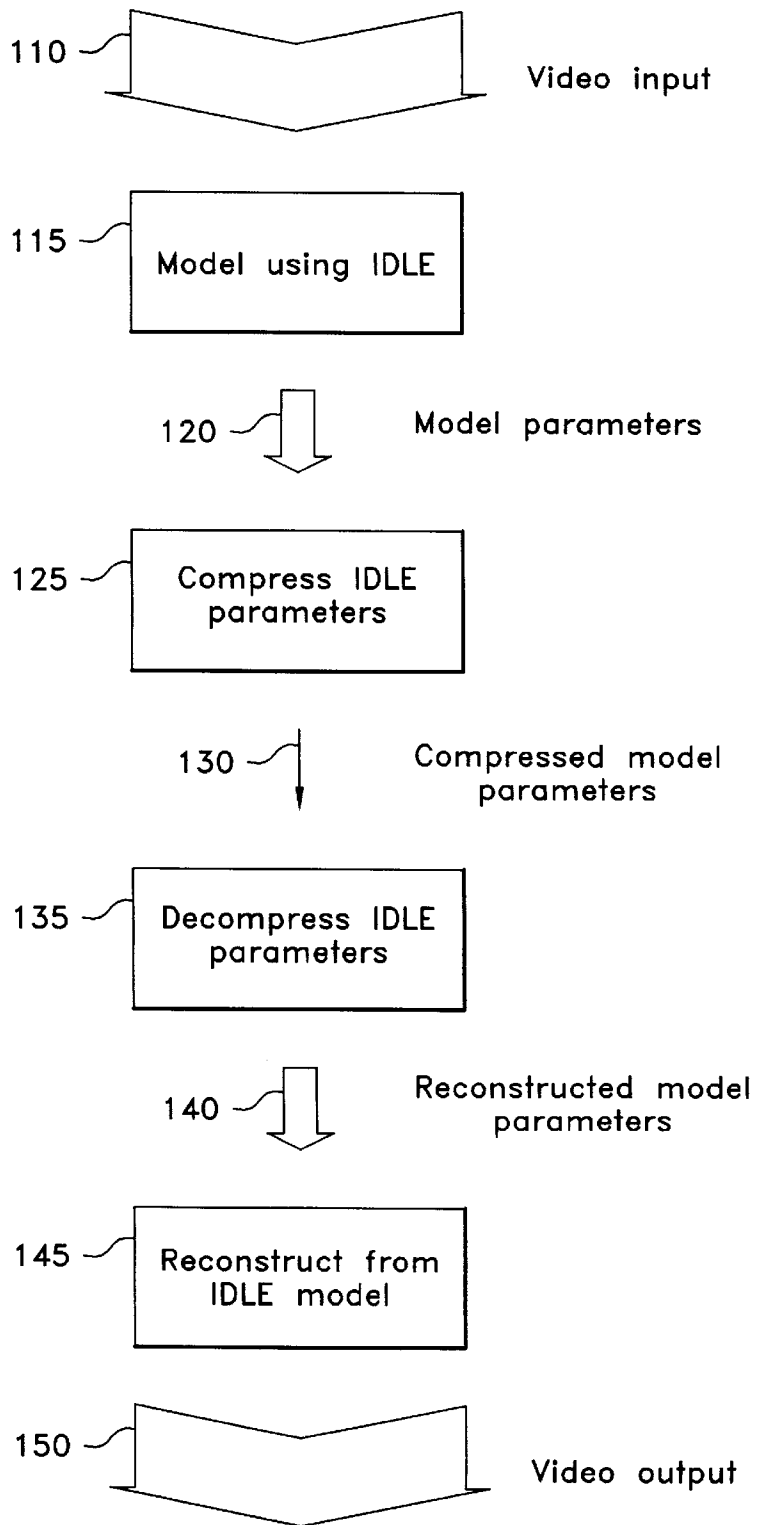 110
Video input
115
Model using IDLE
120
Model parameters
125
Compress IDLE
parameters
130
Compressed model
parameters
135
Decompress IDLE
parameters
140
Reconstructed model
parameters
145
Reconstruct from
IDLE model
150
Video output